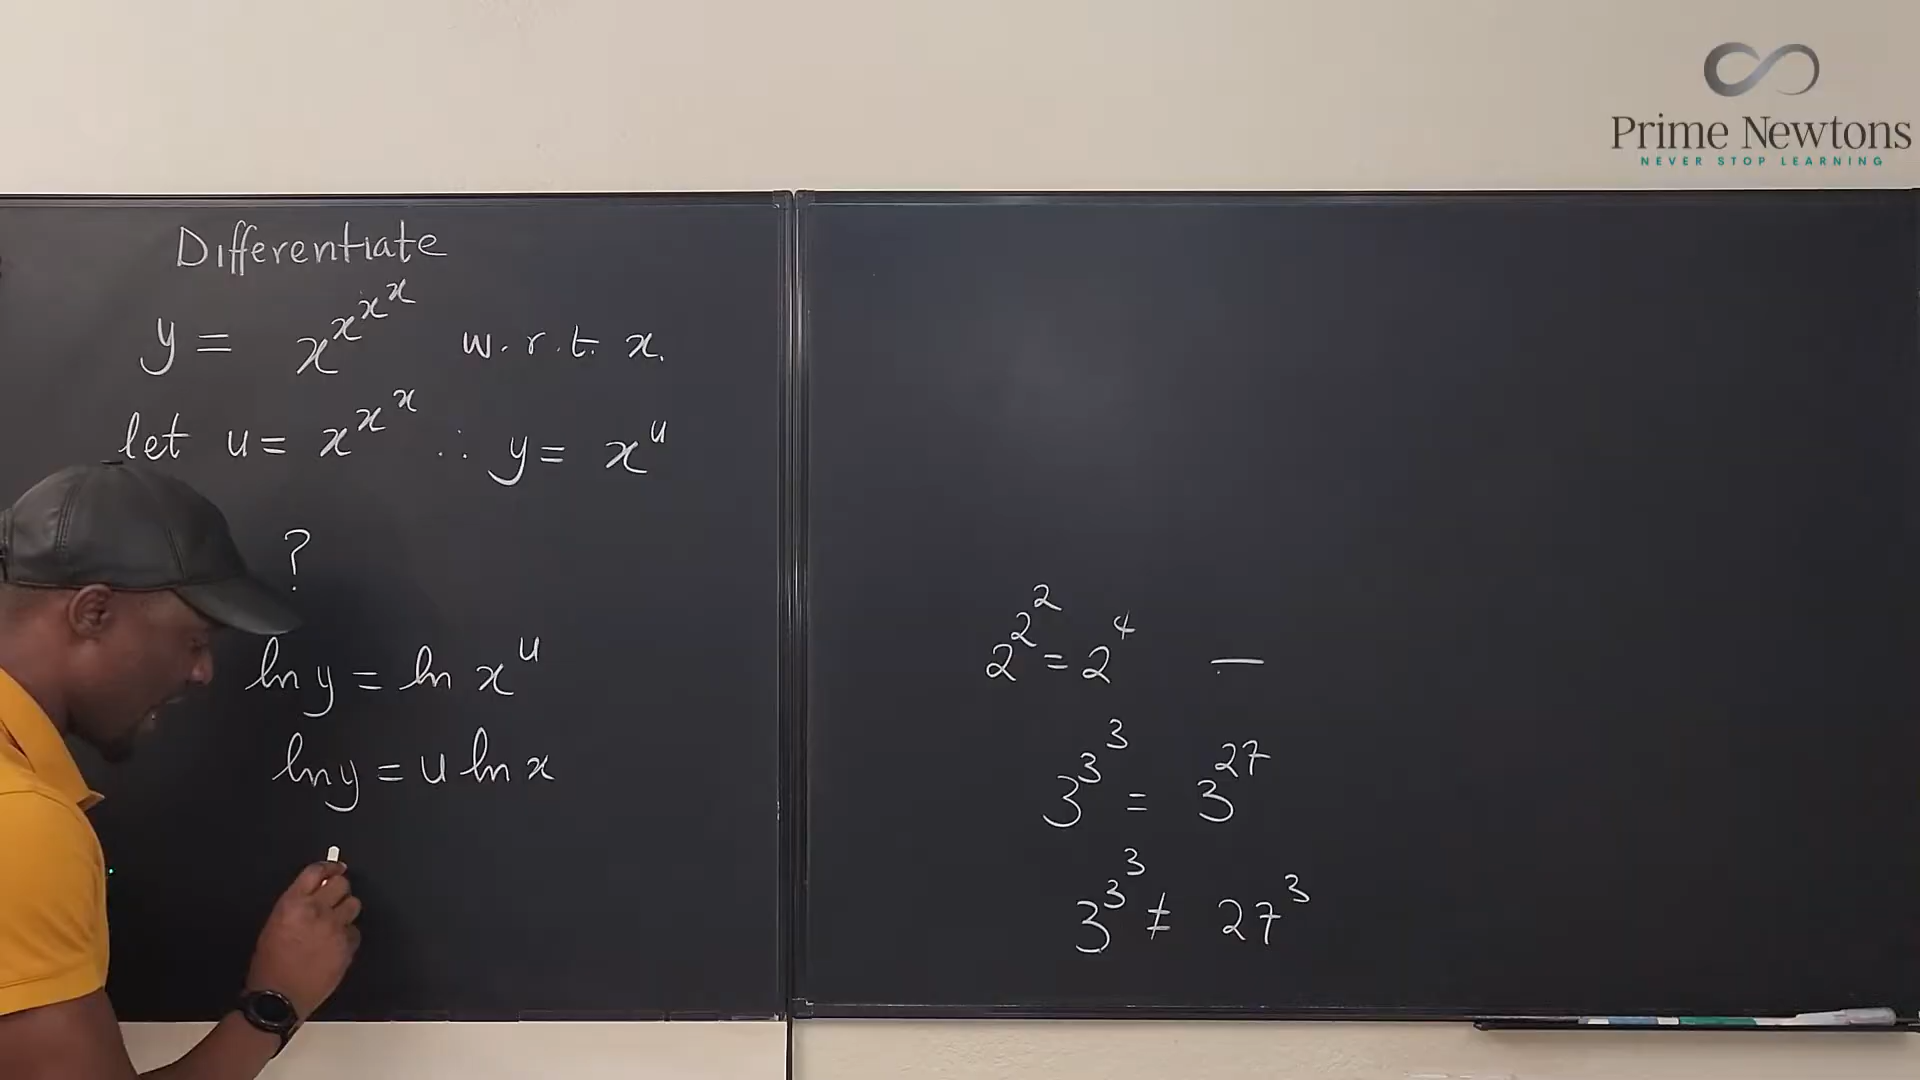 Prime Newtons
NEVER STOP LEARNING
Differentiate
y = x^{x^{x^x}} w.r.t. x.
let u = x^{x^x} ∴ y = x^u
?
ln y = ln x^u
ln y = u ln x
2^{2^2} = 2^4 —
3^{3^3} = 3^{27}
3^{3^3} ≠ 27^3